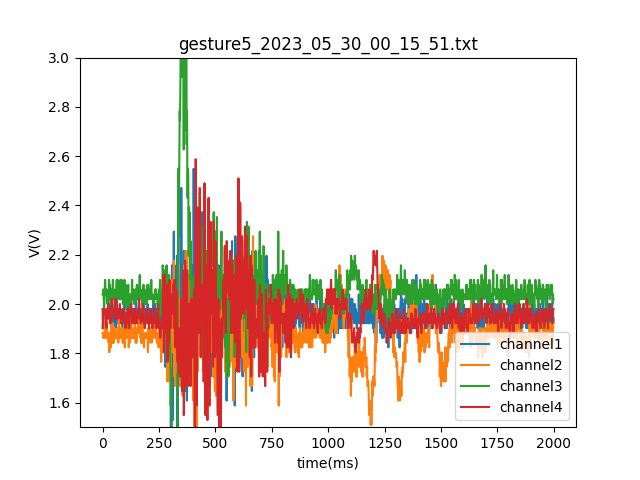 gesture5_2023_05_30_00_15_51.txt
3.0
2.8
2.6
2.4
2.2
2.0
1.8
1.6
V(V)
0 250 500 750 1000 1250 1500 1750 2000
time(ms)
channel1
channel2
channel3
channel4